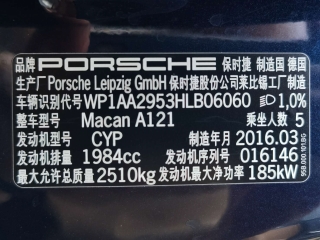 品牌 PORSCHE 保时捷 制造国 德国
生产厂 Porsche Leipzig GmbH 保时捷股份公司莱比锡工厂制造
车辆识别代号 WP1AA2953HLB06060 1,0%
整车型号 Macan A121 乘坐人数 5
发动机型号 CYP 制造年月 2016.03
发动机排量 1984cc 发动机序列号 016146
最大允许总质量 2510kg 发动机最大净功率 185kW
958.000.101.BG